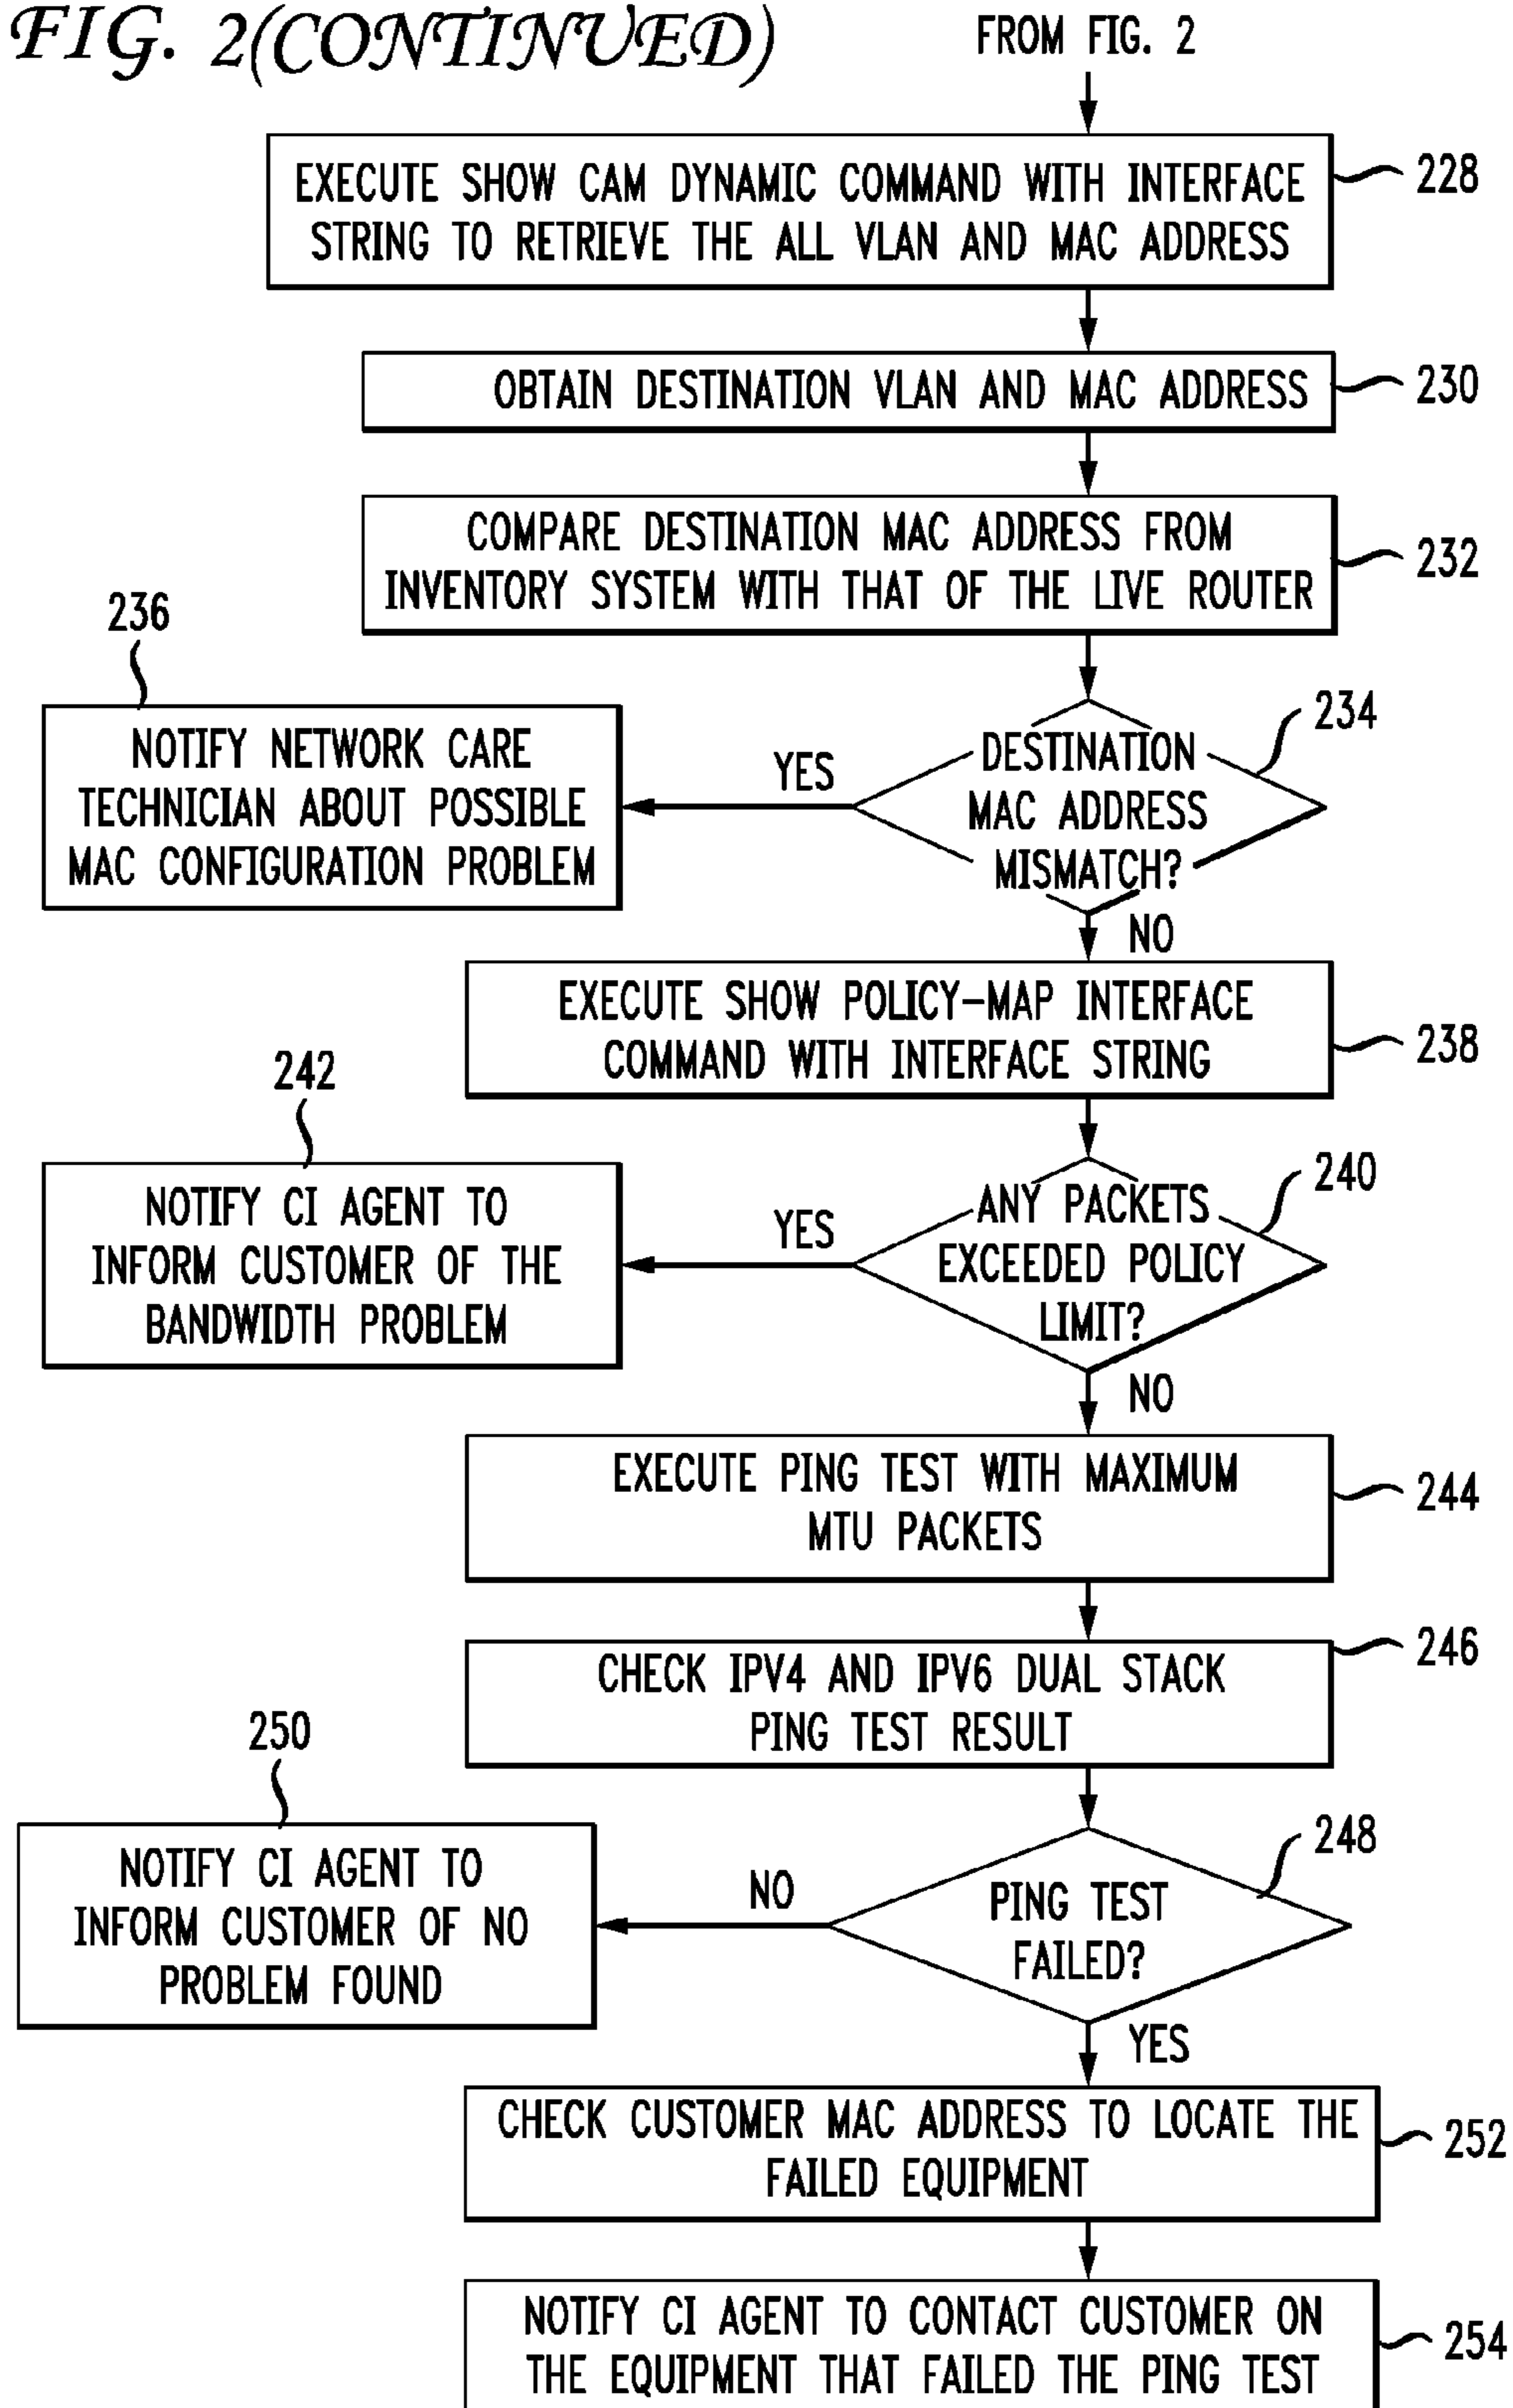 FIG. 2(CONTINUED)
FROM FIG. 2
EXECUTE SHOW CAM DYNAMIC COMMAND WITH INTERFACE
STRING TO RETRIEVE THE ALL VLAN AND MAC ADDRESS
228
OBTAIN DESTINATION VLAN AND MAC ADDRESS
230
COMPARE DESTINATION MAC ADDRESS FROM
INVENTORY SYSTEM WITH THAT OF THE LIVE ROUTER
232
236
NOTIFY NETWORK CARE
TECHNICIAN ABOUT POSSIBLE
MAC CONFIGURATION PROBLEM
YES
DESTINATION
MAC ADDRESS
MISMATCH?
234
NO
EXECUTE SHOW POLICY-MAP INTERFACE
COMMAND WITH INTERFACE STRING
238
242
NOTIFY CI AGENT TO
INFORM CUSTOMER OF THE
BANDWIDTH PROBLEM
YES
ANY PACKETS
EXCEEDED POLICY
LIMIT?
240
NO
EXECUTE PING TEST WITH MAXIMUM
MTU PACKETS
244
CHECK IPV4 AND IPV6 DUAL STACK
PING TEST RESULT
246
250
NOTIFY CI AGENT TO
INFORM CUSTOMER OF NO
PROBLEM FOUND
NO
PING TEST
FAILED?
248
YES
CHECK CUSTOMER MAC ADDRESS TO LOCATE THE
FAILED EQUIPMENT
252
NOTIFY CI AGENT TO CONTACT CUSTOMER ON
THE EQUIPMENT THAT FAILED THE PING TEST
254